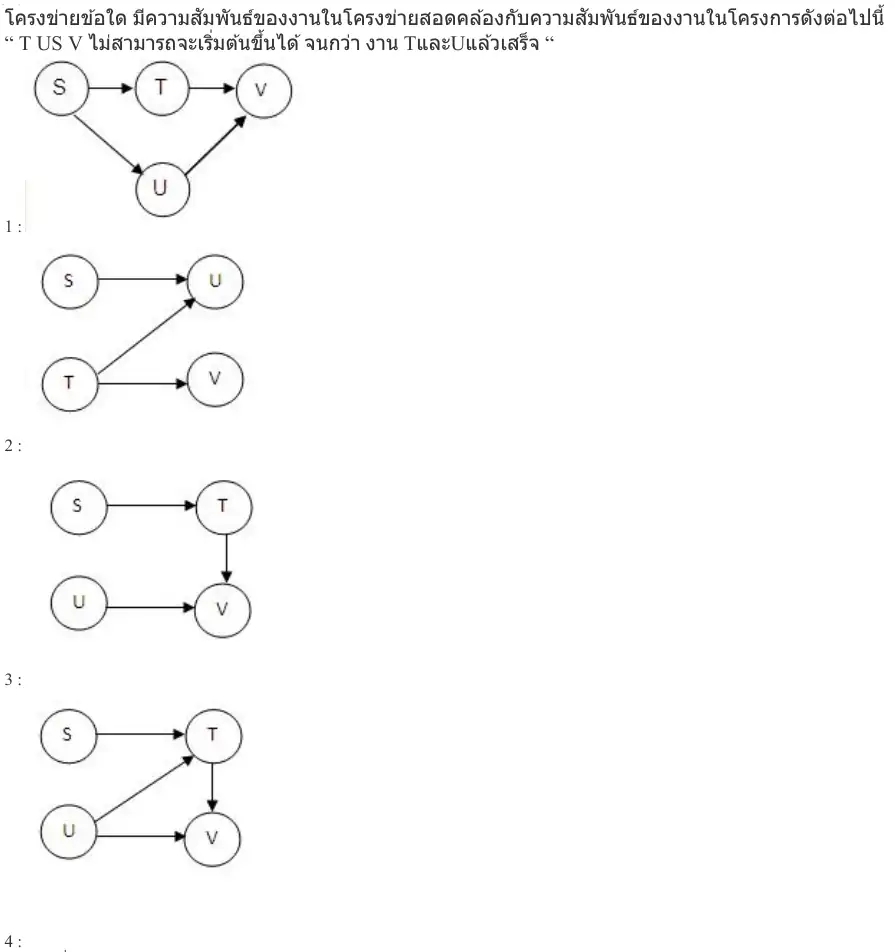 โครงข่ายข้อใด มีความสัมพันธ์ของงานในโครงข่ายสอดคล้องกับความสัมพันธ์ของงานในโครงการดังต่อไปนี้
“ T US V ไม่สามารถจะเริ่มต้นขึ้นได้ จนกว่า งาน TและUแล้วเสร็จ “
S T V
U
1 :
S U
T V
2 :
S T
U V
3 :
S T
U V
4 :